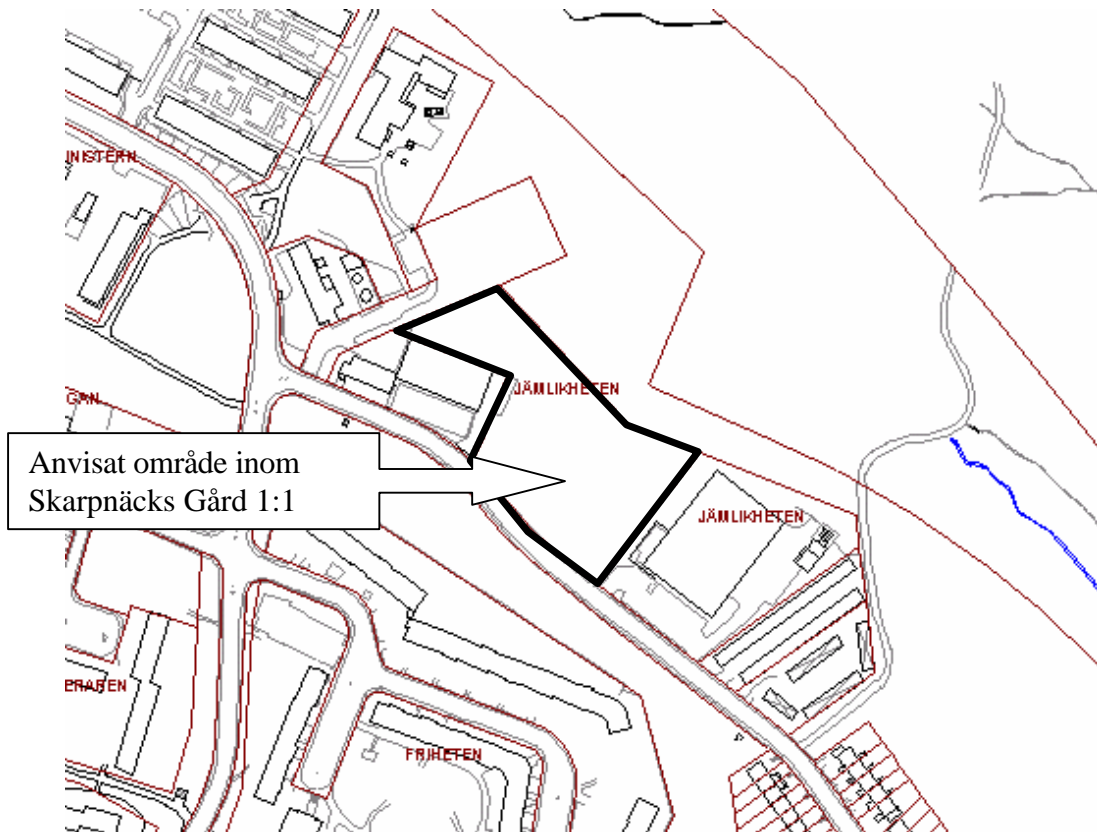 INISTERN
JÄMLIKHETEN
GAN
Anvisat område inom
Skarpnäcks Gård 1:1
JÄMLIKHETEN
ERAREN
FRIHETEN